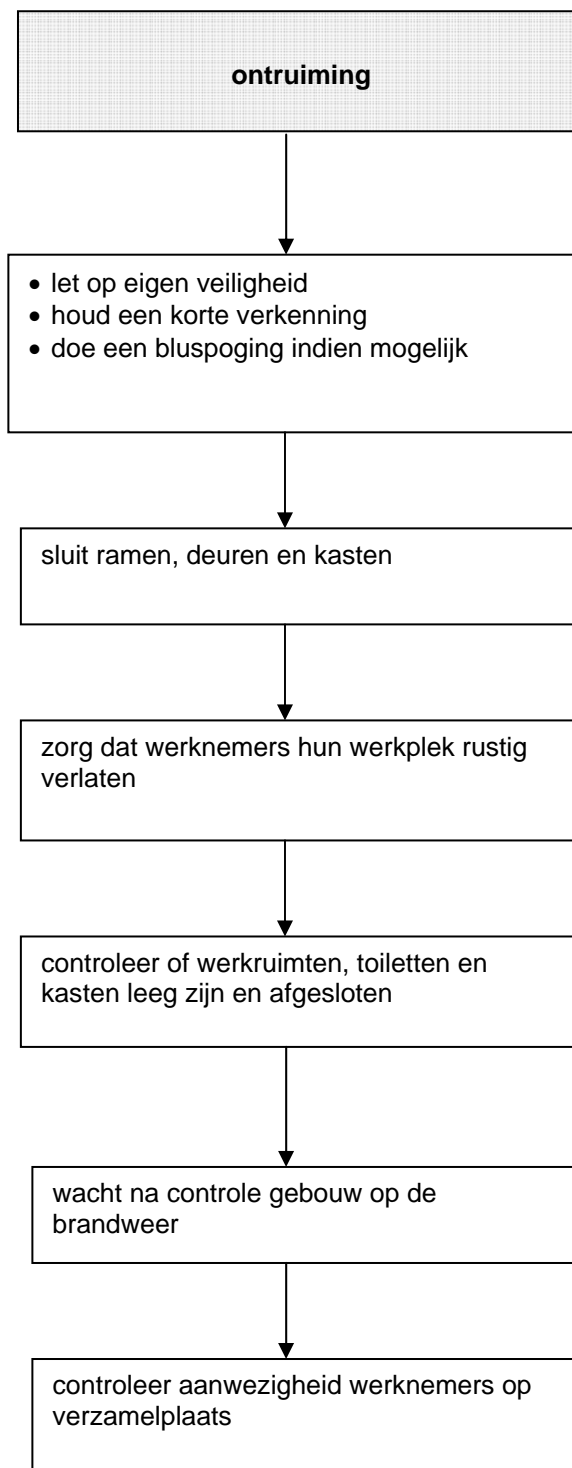 ontruiming
• let op eigen veiligheid
• houd een korte verkenning
• doe een bluspoging indien mogelijk
sluit ramen, deuren en kasten
zorg dat werknemers hun werkplek rustig
verlaten
controleer of werkruimten, toiletten en
kasten leeg zijn en afgesloten
wacht na controle gebouw op de
brandweer
controleer aanwezigheid werknemers op
verzamelplaats